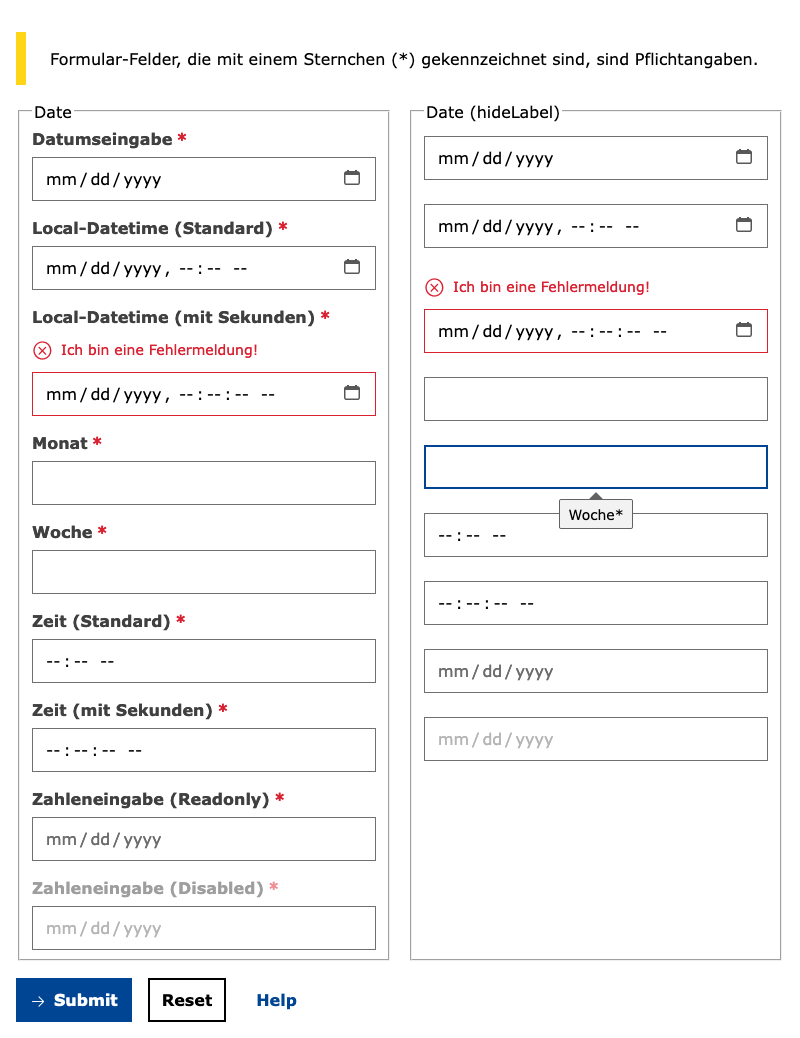 Formular-Felder, die mit einem Sternchen (*) gekennzeichnet sind, sind Pflichtangaben.
Date
Datumseingabe *
mm/dd/yyyy
Local-Datetime (Standard) *
mm/dd/yyyy, --:-- --
Local-Datetime (mit Sekunden) *
Ich bin eine Fehlermeldung!
mm/dd/yyyy, --:--:-- --
Monat *
Woche *
Zeit (Standard) *
--:-- --
Zeit (mit Sekunden) *
--:--:-- --
Zahleneingabe (Readonly) *
mm/dd/yyyy
Zahleneingabe (Disabled) *
mm/dd/yyyy
Date (hideLabel)
mm/dd/yyyy
mm/dd/yyyy, --:-- --
Ich bin eine Fehlermeldung!
mm/dd/yyyy, --:--:-- --
Woche*
--:-- --
--:--:-- --
mm/dd/yyyy
mm/dd/yyyy
Submit
Reset
Help